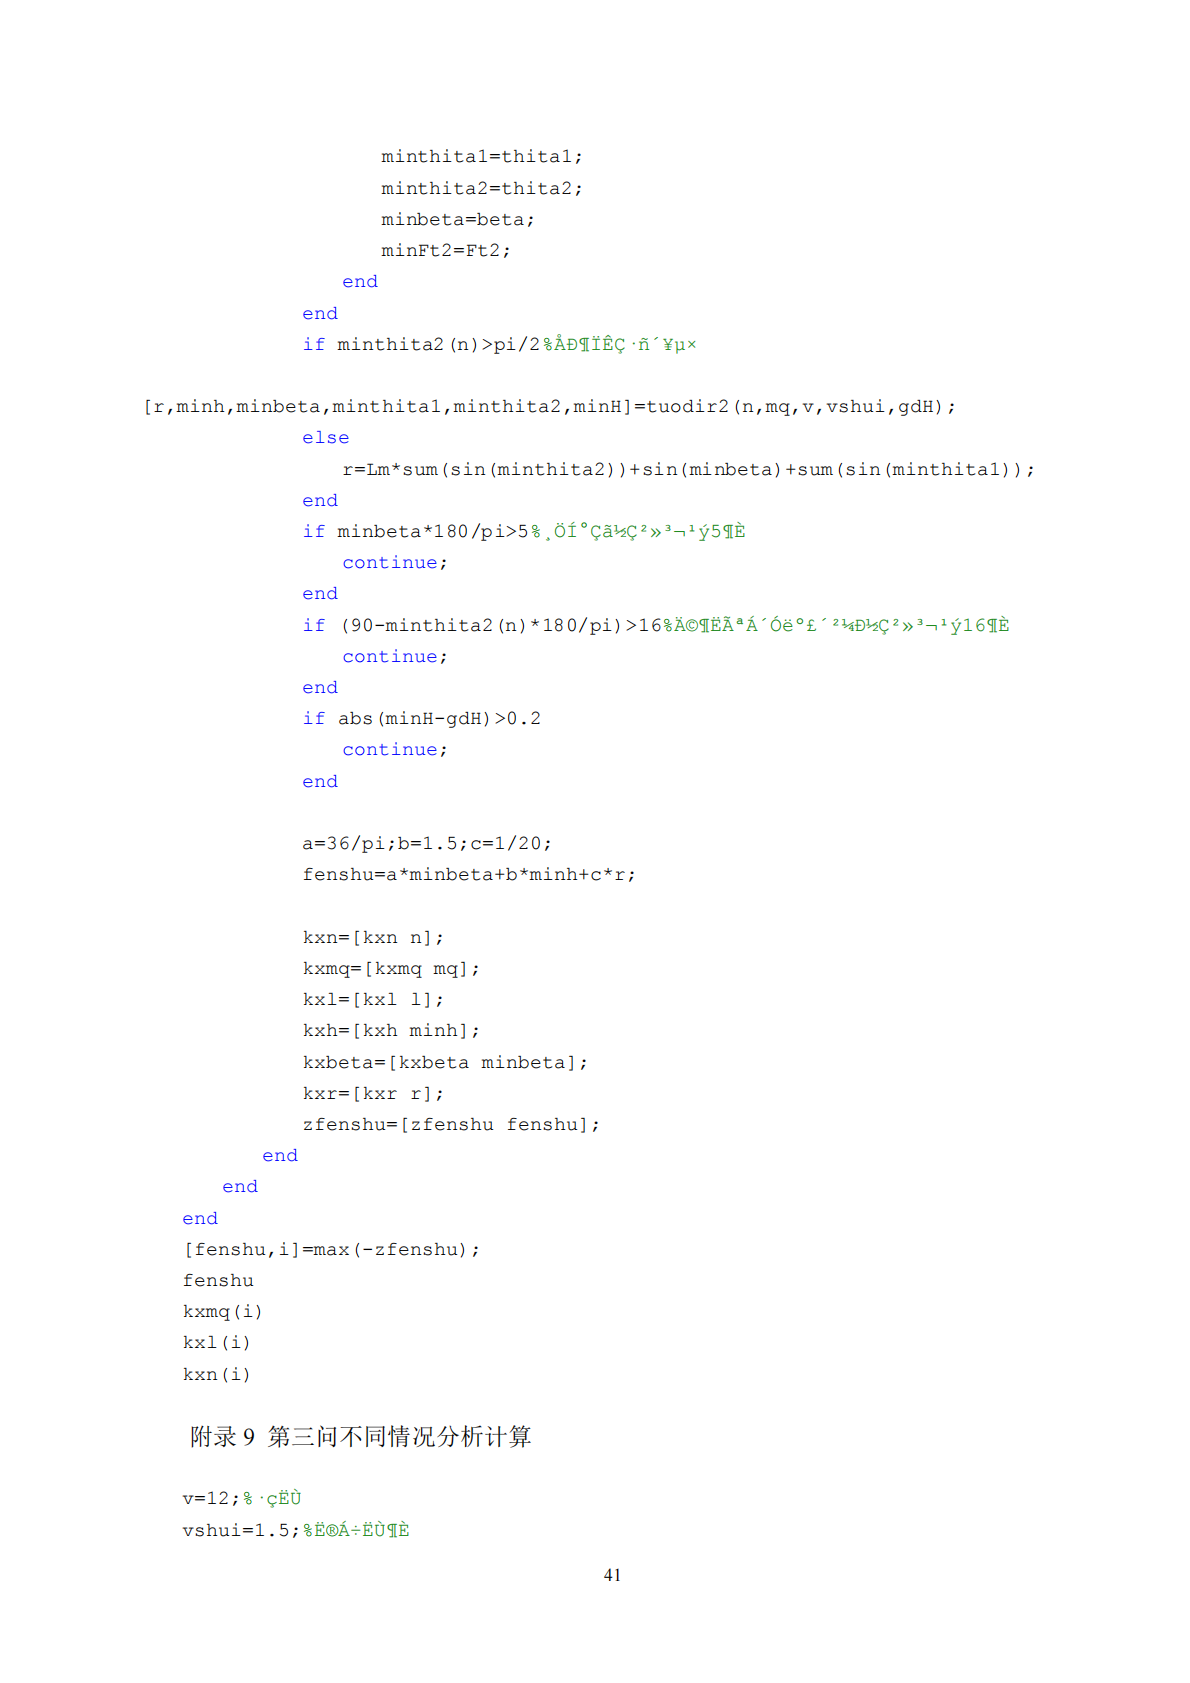 minthita1=thita1;
minthita2=thita2;
minbeta=beta;
minFt2=Ft2;
end
end
if minthita2(n)>pi/2%ÅÐ¶ÏÊÇ·ñ´¥µ×
[r,minh,minbeta,minthita1,minthita2,minH]=tuodir2(n,mq,v,vshui,gdH);
else
r=Lm*sum(sin(minthita2))+sin(minbeta)+sum(sin(minthita1));
end
if minbeta*180/pi>5%¸ÖÍ°Çã½Ç²»³¬¹ý5¶È
continue;
end
if (90-minthita2(n)*180/pi)>16%Ä©¶ËÃªÁ´Óëº£´²¼Ð½Ç²»³¬¹ý16¶È
continue;
end
if abs(minH-gdH)>0.2
continue;
end
a=36/pi;b=1.5;c=1/20;
fenshu=a*minbeta+b*minh+c*r;
kxn=[kxn n];
kxmq=[kxmq mq];
kxl=[kxl l];
kxh=[kxh minh];
kxbeta=[kxbeta minbeta];
kxr=[kxr r];
zfenshu=[zfenshu fenshu];
end
end
end
[fenshu,i]=max(-zfenshu);
fenshu
kxmq(i)
kxl(i)
kxn(i)
附录 9 第三问不同情况分析计算
v=12;%·çËÙ
vshui=1.5;%Ë®Á÷ËÙ¶È
41